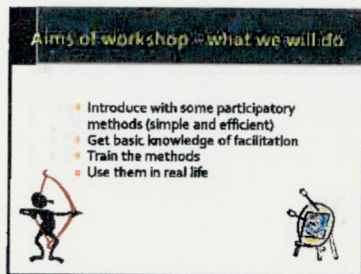 Aims of workshop – what we will do
Introduce with some participatory
methods (simple and efficient)
Get basic knowledge of facilitation
Train the methods
Use them in real life